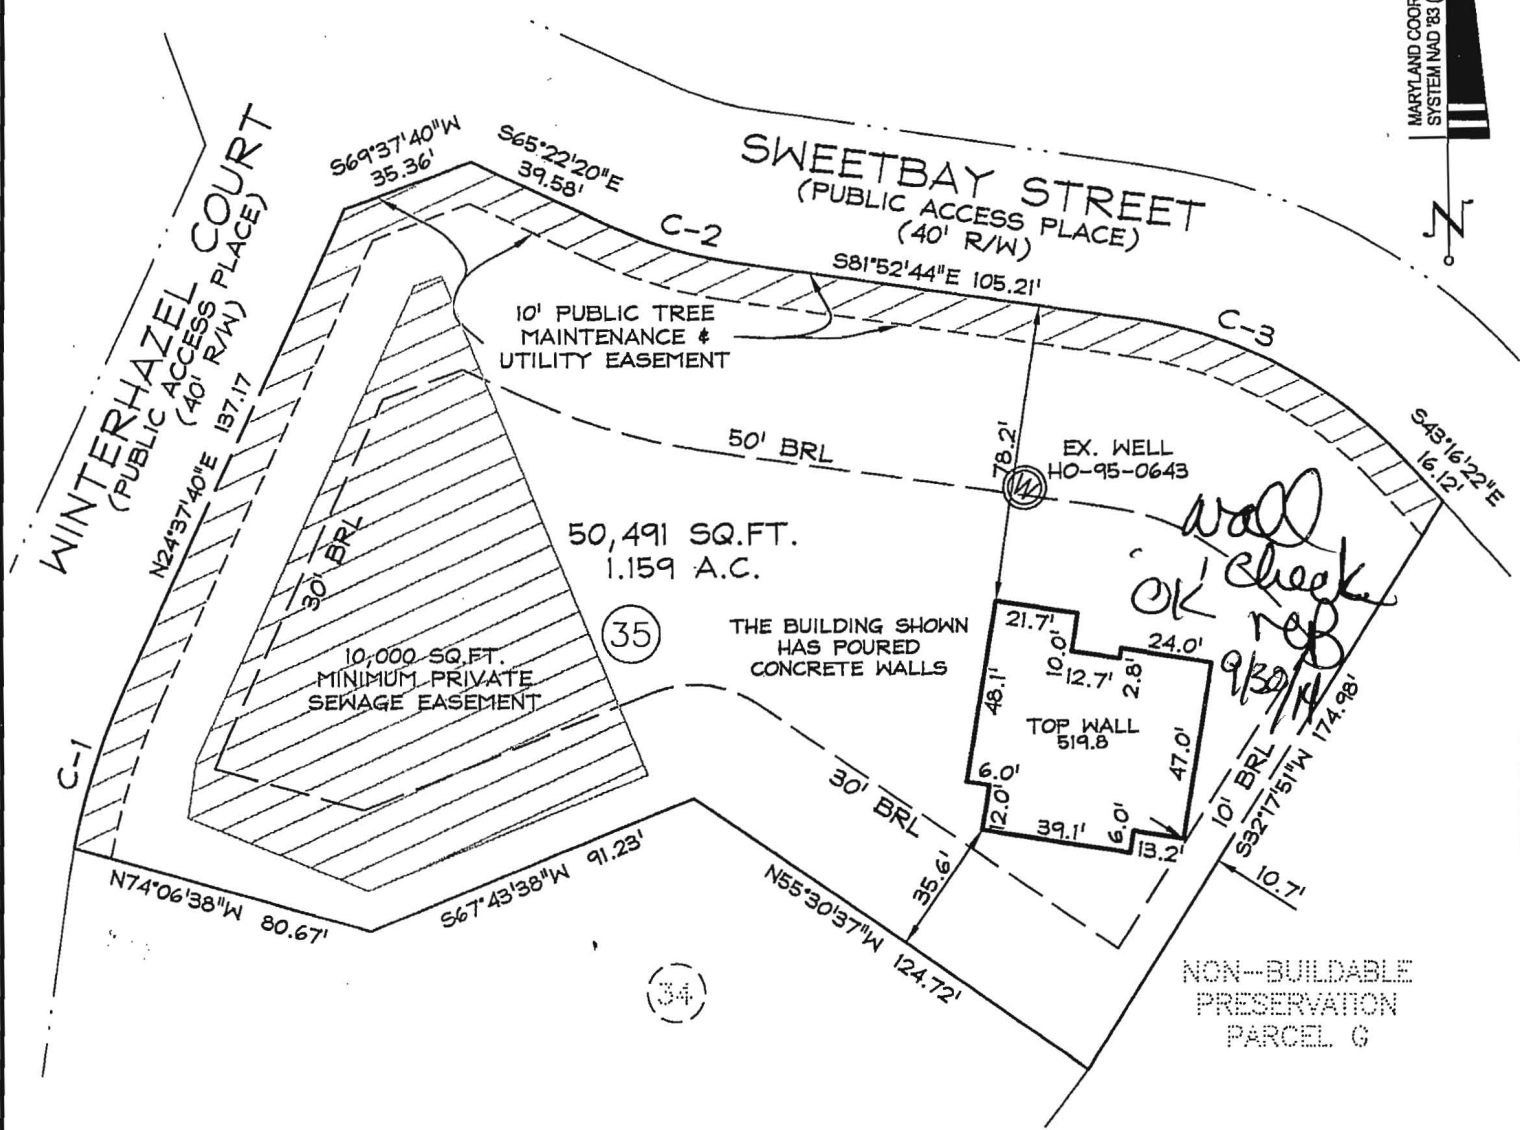 MARYLAND COOR
SYSTEM NAD '83 (
N
WINTERHAZEL COURT
(PUBLIC ACCESS PLACE)
(40' R/W)
S69°37'40"W
35.36'
S65°22'20"E
39.58'
C-2
SWEETBAY STREET
(PUBLIC ACCESS PLACE)
(40' R/W)
S81°52'44"E 105.21'
C-3
S43°16'22"E
16.12'
10' PUBLIC TREE
MAINTENANCE &
UTILITY EASEMENT
N24°37'40"E 137.17
50' BRL
78.2'
EX. WELL
HO-95-0643
W
Wall
Check
OK
9/30/14
30' BRL
50,491 SQ.FT.
1.159 A.C.
35
THE BUILDING SHOWN
HAS POURED
CONCRETE WALLS
10,000 SQ.FT.
MINIMUM PRIVATE
SEWAGE EASEMENT
21.7'
10.0'
12.7'
2.8'
24.0'
48.1'
TOP WALL
519.8
47.0'
6.0'
12.0'
39.1'
6.0'
13.2'
10' BRL
S32°17'51"W 174.98'
10.7'
30' BRL
35.6'
C-1
N74°06'38"W 80.67'
S67°43'38"W 91.23'
N55°30'37"W 124.72'
34
NON-BUILDABLE
PRESERVATION
PARCEL G